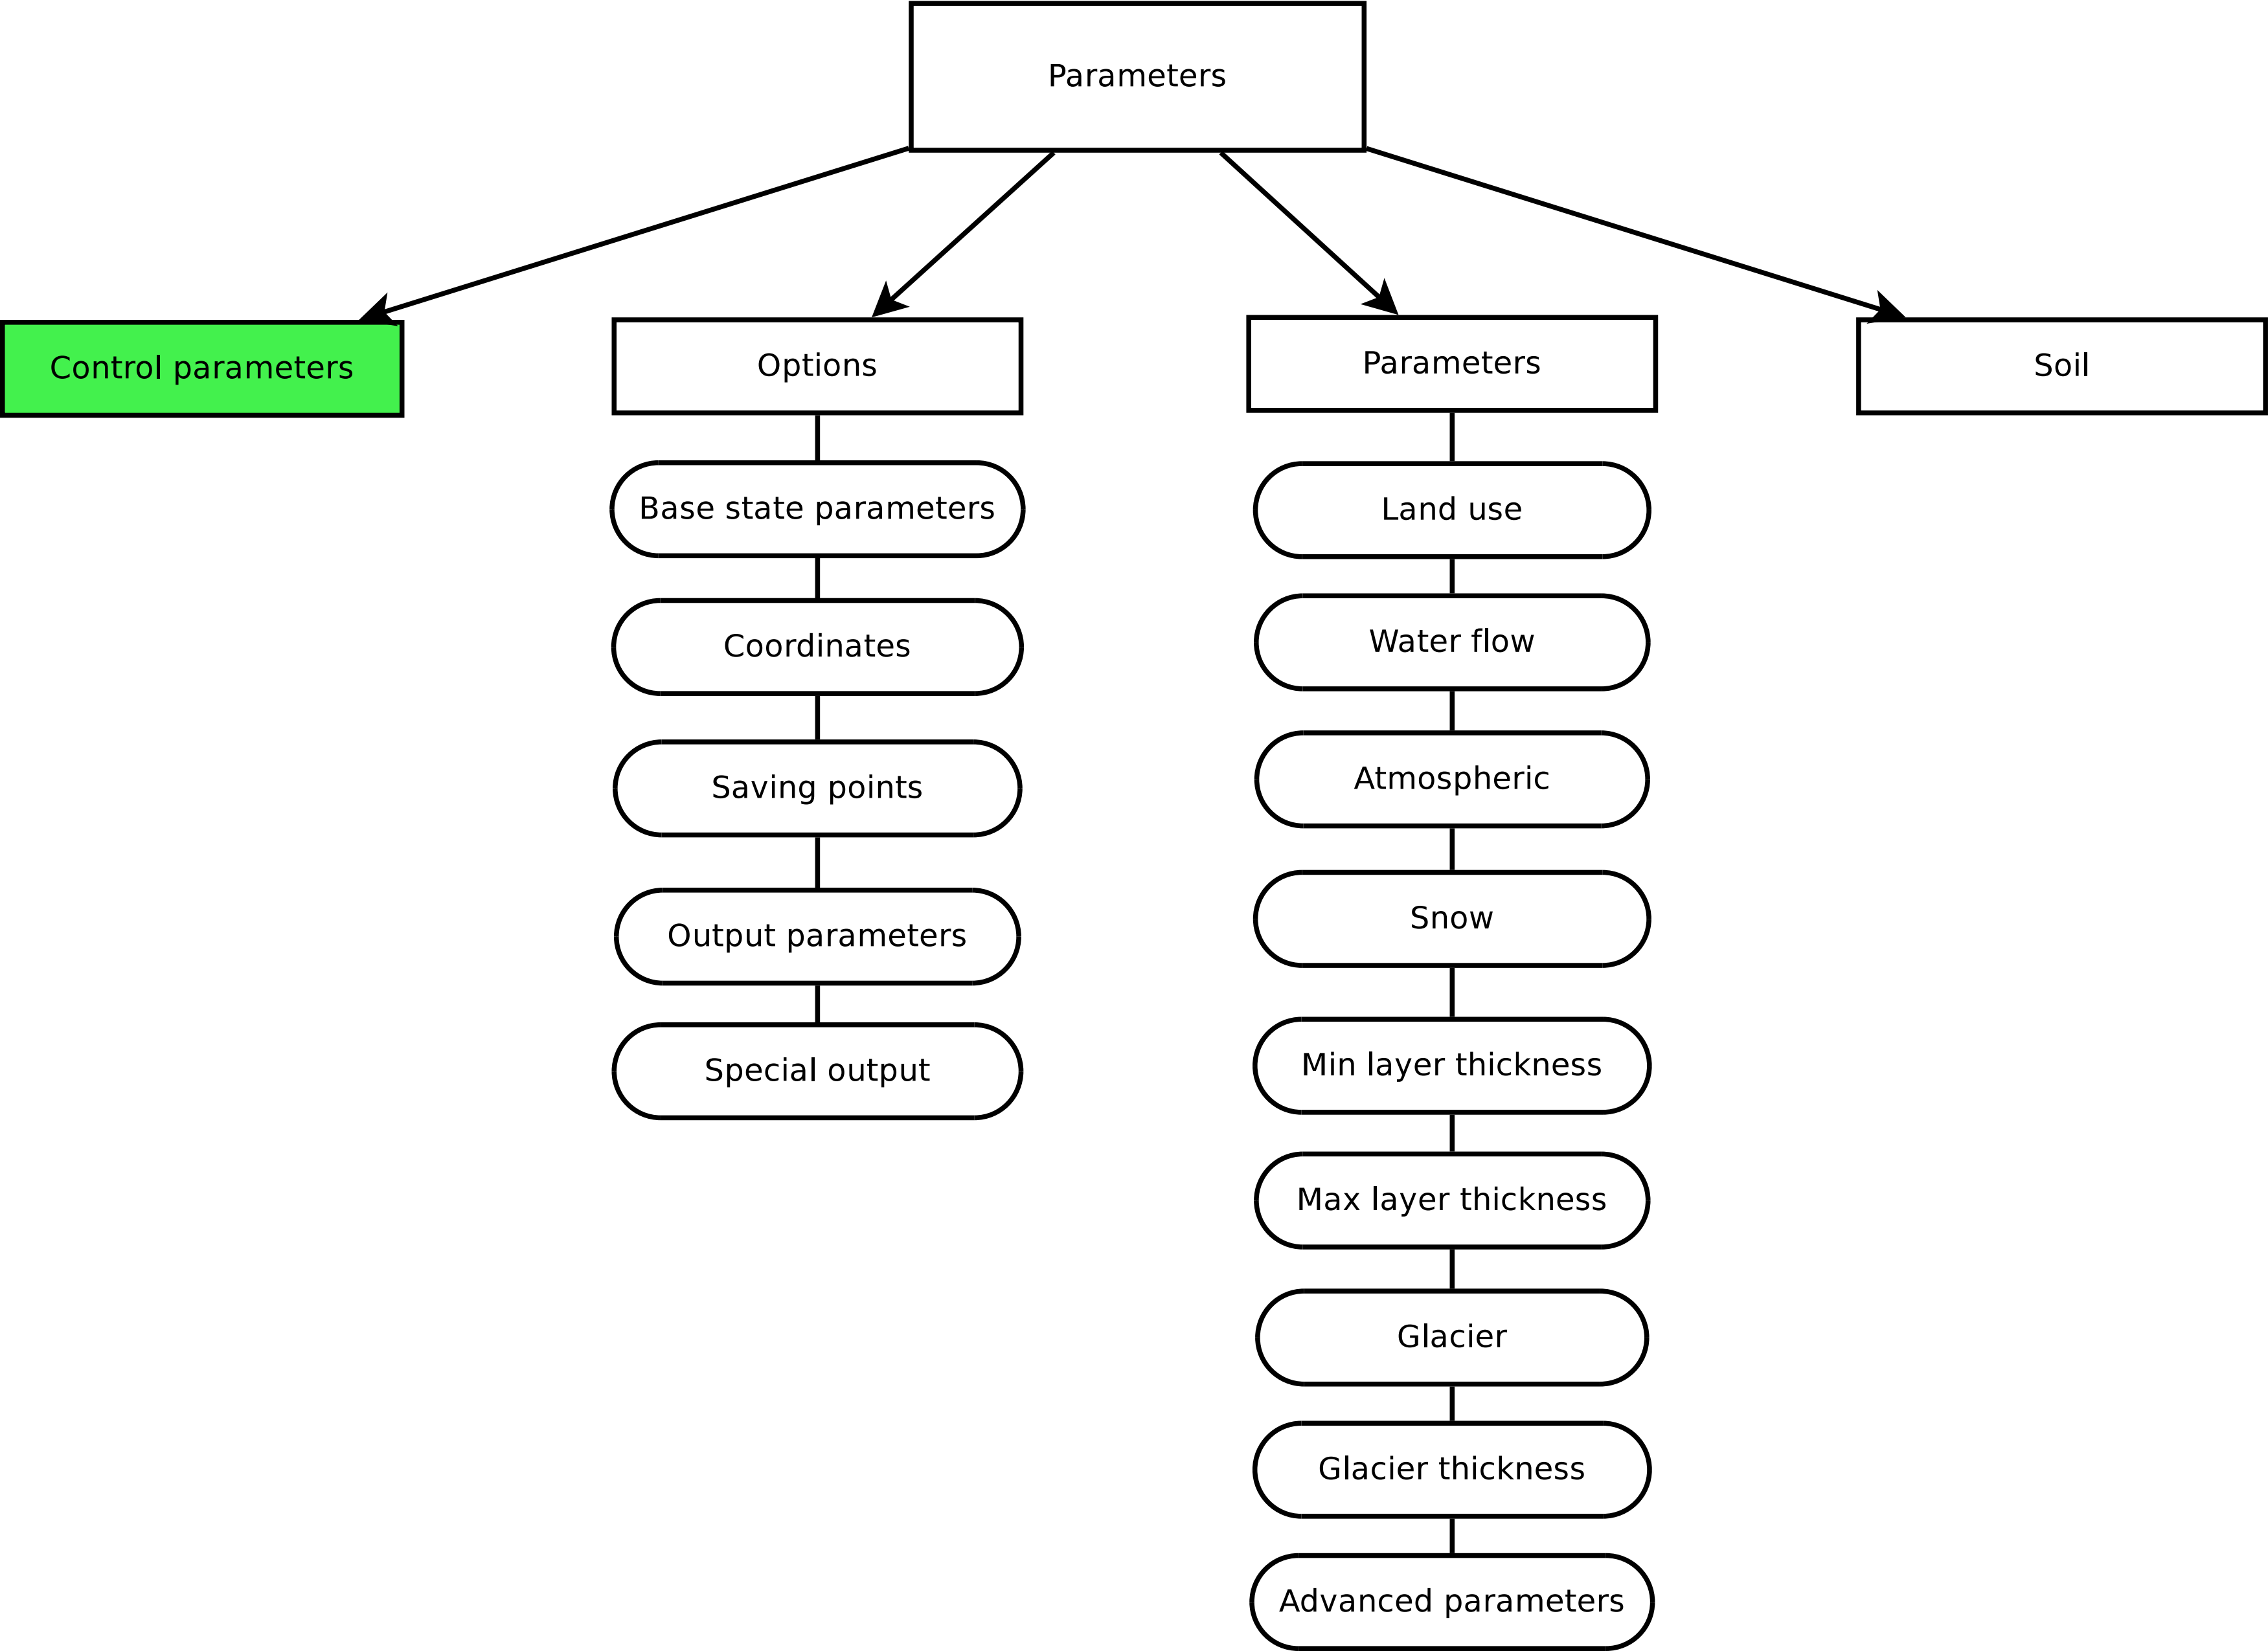 Parameters
Control parameters
Options
Parameters
Soil
Base state parameters
Coordinates
Saving points
Output parameters
Special output
Land use
Water flow
Atmospheric
Snow
Min layer thickness
Max layer thickness
Glacier
Glacier thickness
Advanced parameters